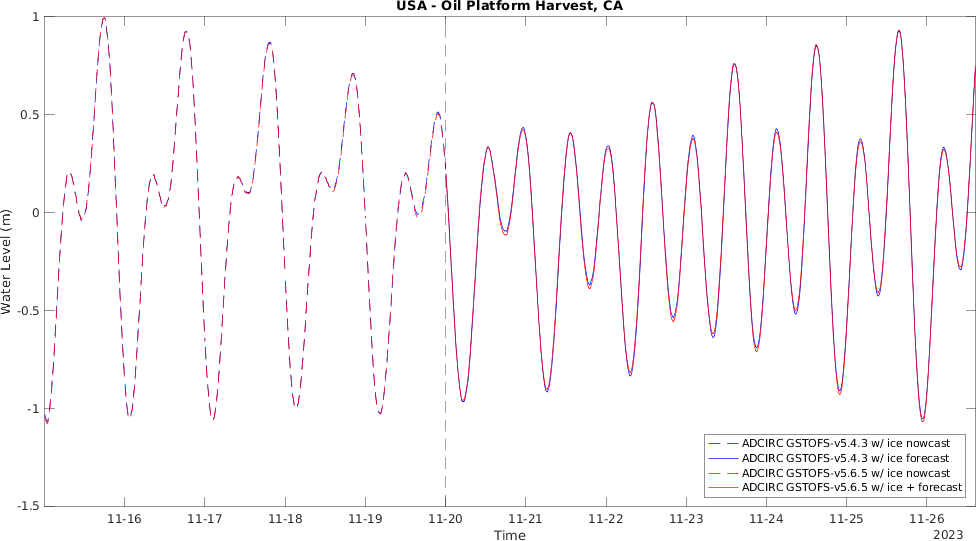 USA - Oil Platform Harvest, CA
1
0.5
0
-0.5
-1
-1.5
Water Level (m)
ADCIRC GSTOFS-v5.4.3 w/ ice nowcast
ADCIRC GSTOFS-v5.4.3 w/ ice forecast
ADCIRC GSTOFS-v5.6.5 w/ ice nowcast
ADCIRC GSTOFS-v5.6.5 w/ ice + forecast
11-16 11-17 11-18 11-19 11-20 11-21 11-22 11-23 11-24 11-25 11-26
Time
2023